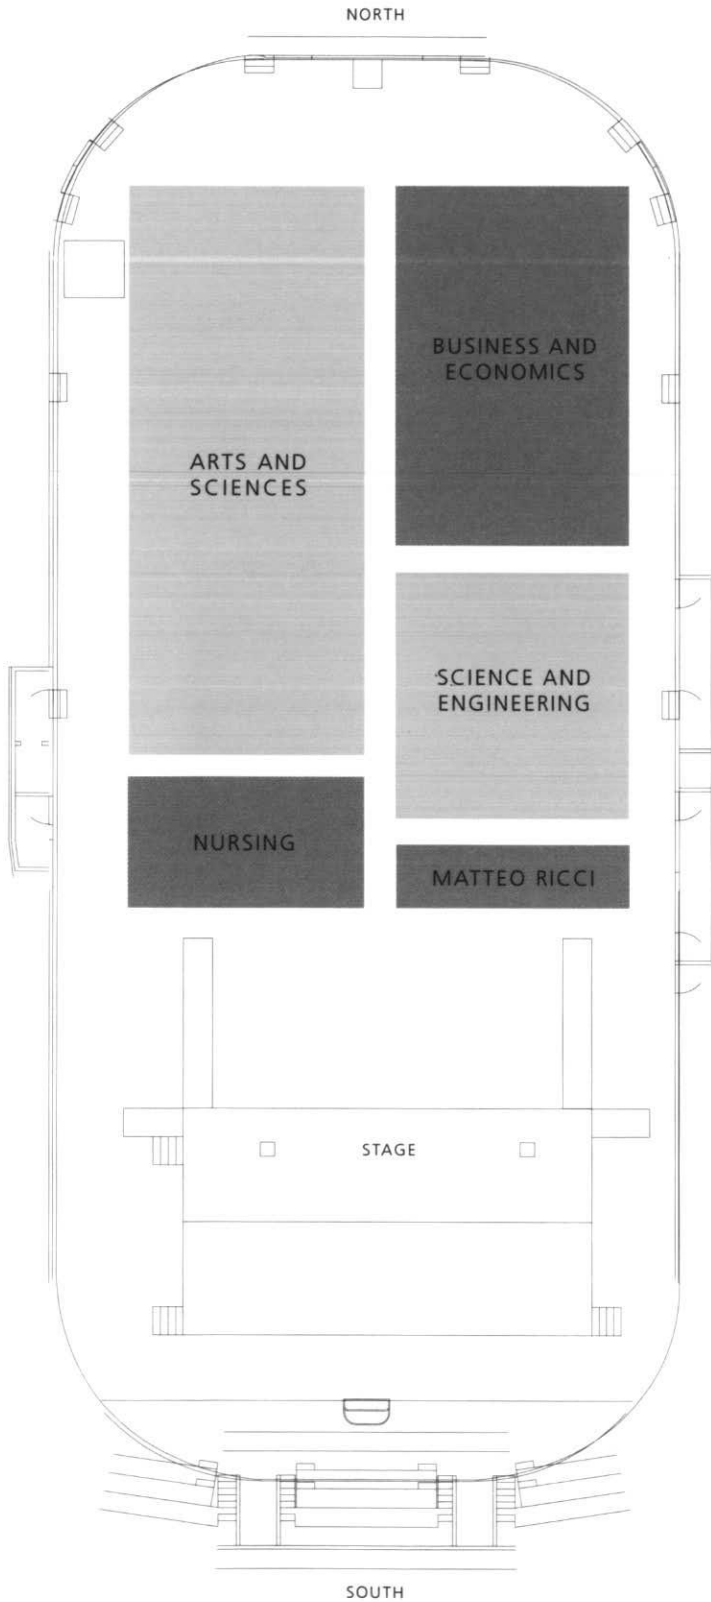 NORTH
BUSINESS AND
ECONOMICS
ARTS AND
SCIENCES
SCIENCE AND
ENGINEERING
NURSING
MATTEO RICCI
STAGE
SOUTH